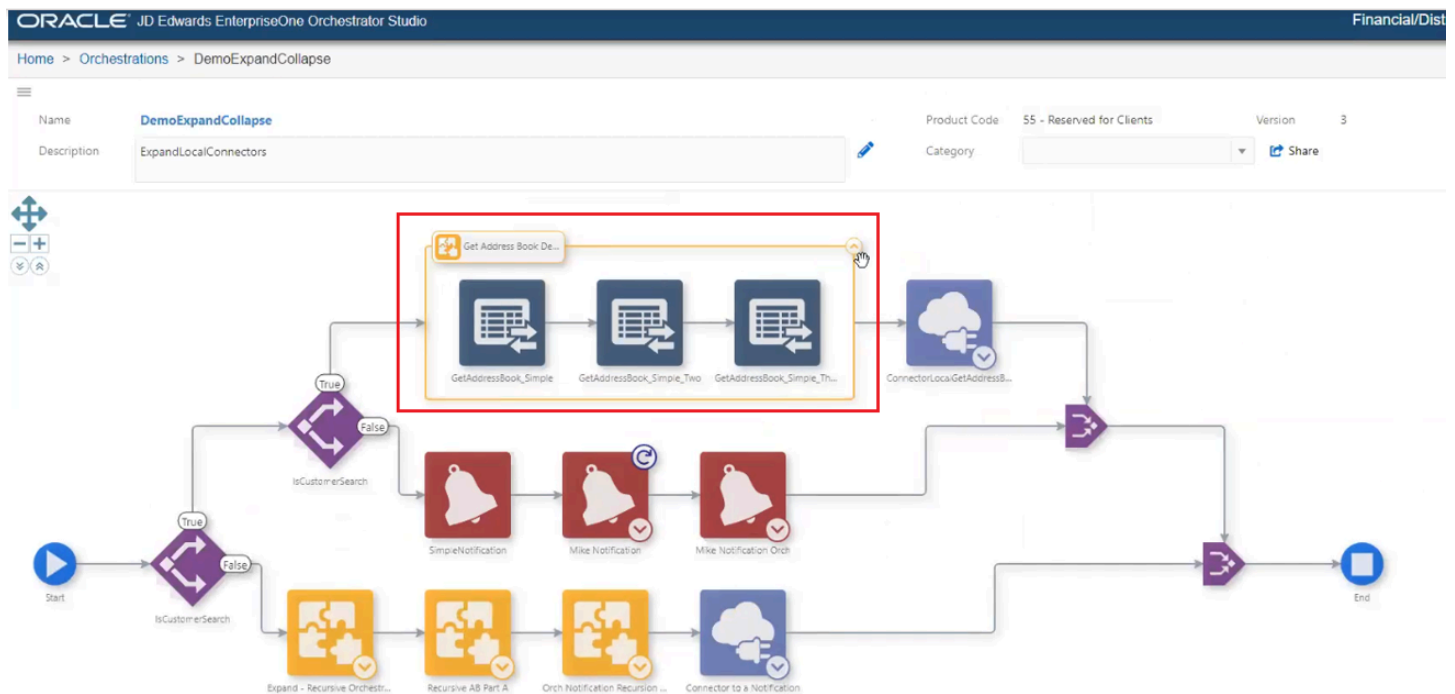 ORACLE JD Edwards EnterpriseOne Orchestrator Studio
Financial/Dist
Home > Orchestrations > DemoExpandCollapse
Name DemoExpandCollapse
Product Code 55 - Reserved for Clients
Version 3
Description ExpandLocalConnectors
Category
Share
Get Address Book De...
GetAddressBook_Simple
GetAddressBook_Simple_Two
GetAddressBook_Simple_Th...
ConnectorLocalGetAddressB...
True
False
IsCustomerSearch
SimpleNotification
Mike Notification
Mike Notification Orch
True
False
Start
IsCustomerSearch
End
Expand - Recursive Orchestr...
Recursive AB Part A
Orch Notification Recursion ...
Connector to a Notification